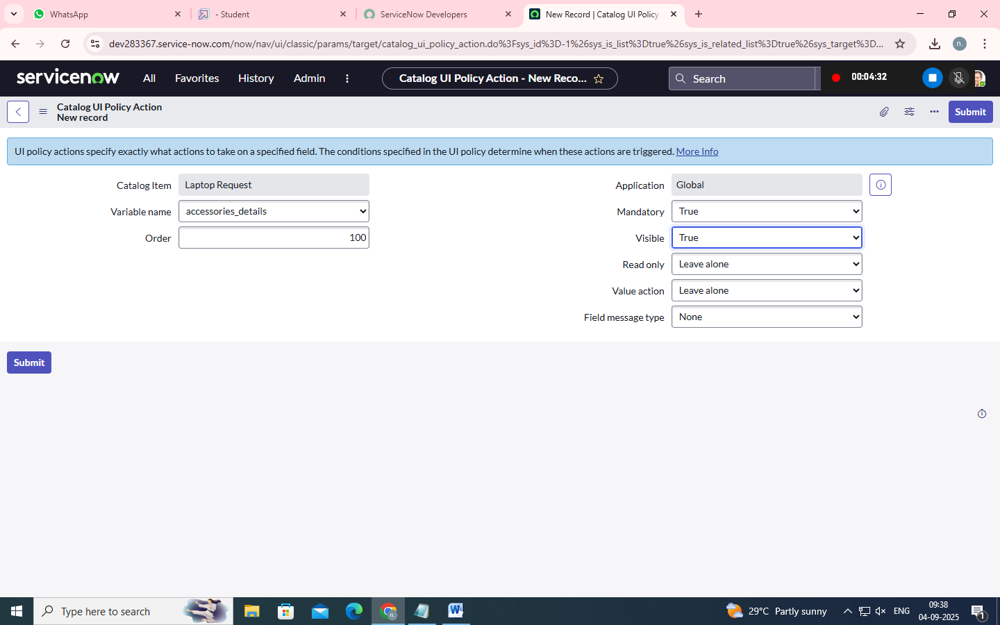 WhatsApp
- Student
ServiceNow Developers
New Record | Catalog UI Policy
dev283367.service-now.com/now/nav/ui/classic/params/target/catalog_ui_policy_action.do%3Fsys_id%3D-1%26sys_is_list%3Dtrue%26sys_is_related_list%3Dtrue%26sys_target%3D...
n.
servicenow
All
Favorites
History
Admin
Catalog UI Policy Action - New Reco...
Search
00:04:32
Catalog UI Policy Action
New record
Submit
UI policy actions specify exactly what actions to take on a specified field. The conditions specified in the UI policy determine when these actions are triggered. More Info
Catalog Item
Laptop Request
Variable name
accessories_details
Order
100
Application
Global
Mandatory
True
Visible
True
Read only
Leave alone
Value action
Leave alone
Field message type
None
Submit
Type here to search
n.
W
29°C Partly sunny
ENG
09:38
04-09-2025
1